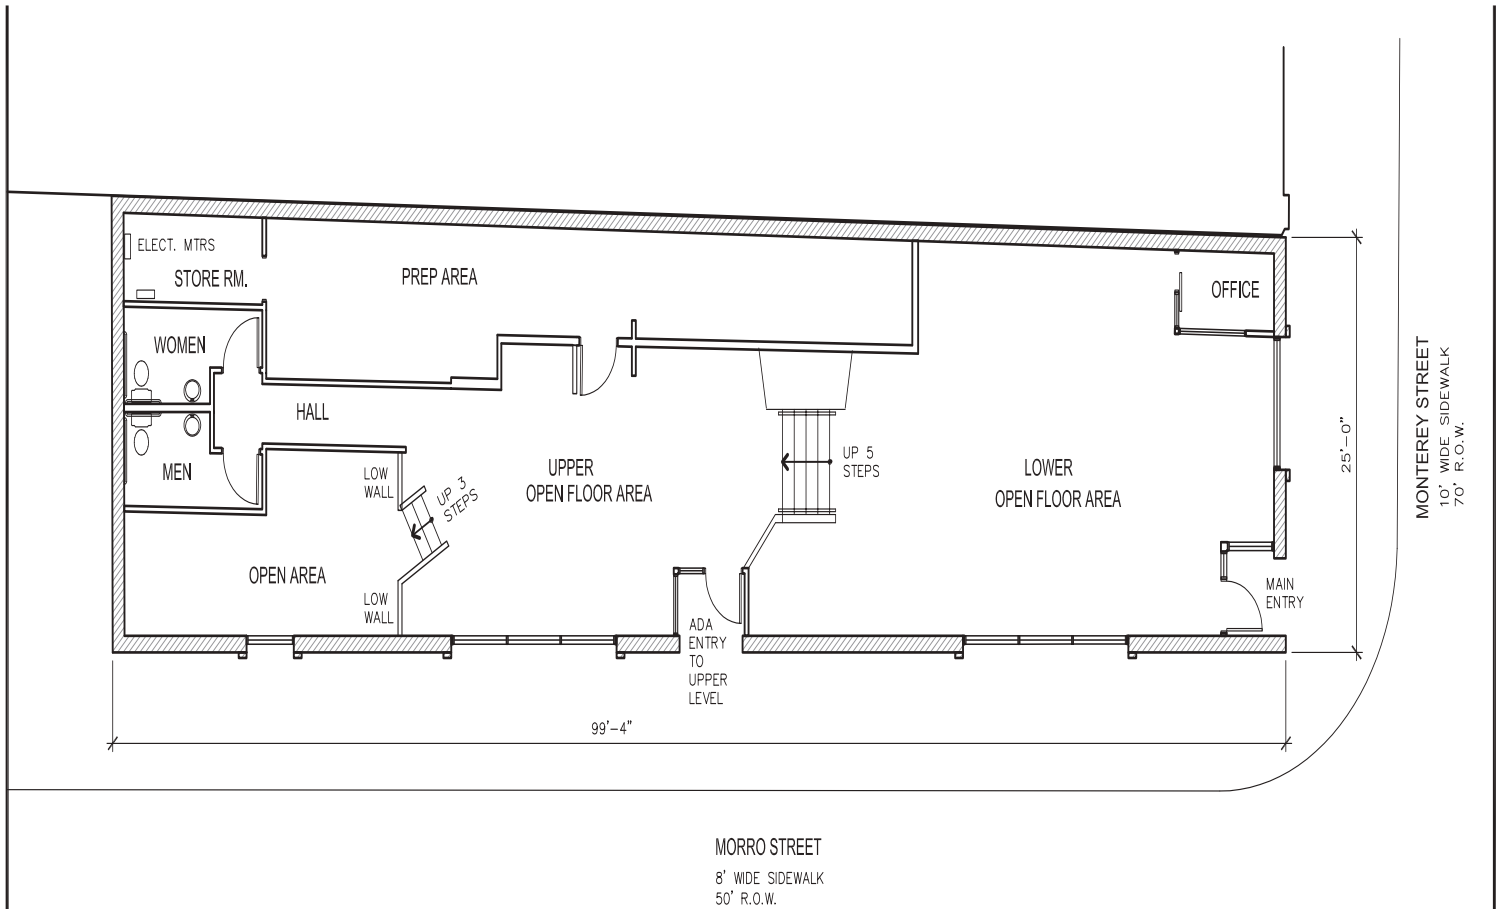 ELECT. MTRS
STORE RM.
PREP AREA
OFFICE
WOMEN
HALL
MEN
LOW
WALL
UP 3
STEPS
UPPER
OPEN FLOOR AREA
UP 5
STEPS
LOWER
OPEN FLOOR AREA
OPEN AREA
LOW
WALL
ADA
ENTRY
TO
UPPER
LEVEL
MAIN
ENTRY
25'-0"
MONTEREY STREET
10' WIDE SIDEWALK
70' R.O.W.
99'-4"
MORRO STREET
8' WIDE SIDEWALK
50' R.O.W.